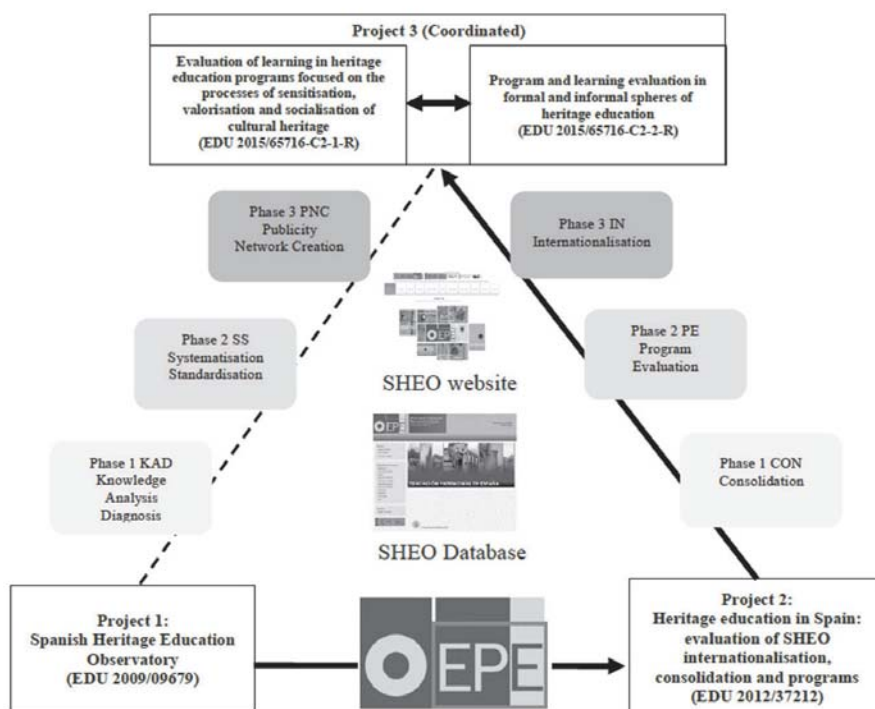 Project 3 (Coordinated)
Evaluation of learning in heritage
education programs focused on the
processes of sensitisation,
valorisation and socialisation of
cultural heritage
(EDU 2015/65716-C2-1-R)
Program and learning evaluation in
formal and informal spheres of
heritage education
(EDU 2015/65716-C2-2-R)
Phase 3 PNC
Publicity
Network Creation
Phase 3 IN
Internationalisation
Phase 2 SS
Systematisation
Standardisation
Phase 2 PE
Program
Evaluation
OEPE
SHEO website
Phase 1 KAD
Knowledge
Analysis
Diagnosis
OEPE
SHEO Database
Phase 1 CON
Consolidation
Project 1:
Spanish Heritage Education
Observatory
(EDU 2009/09679)
OEPE
Project 2:
Heritage education in Spain:
evaluation of SHEO
internationalisation,
consolidation and programs
(EDU 2012/37212)